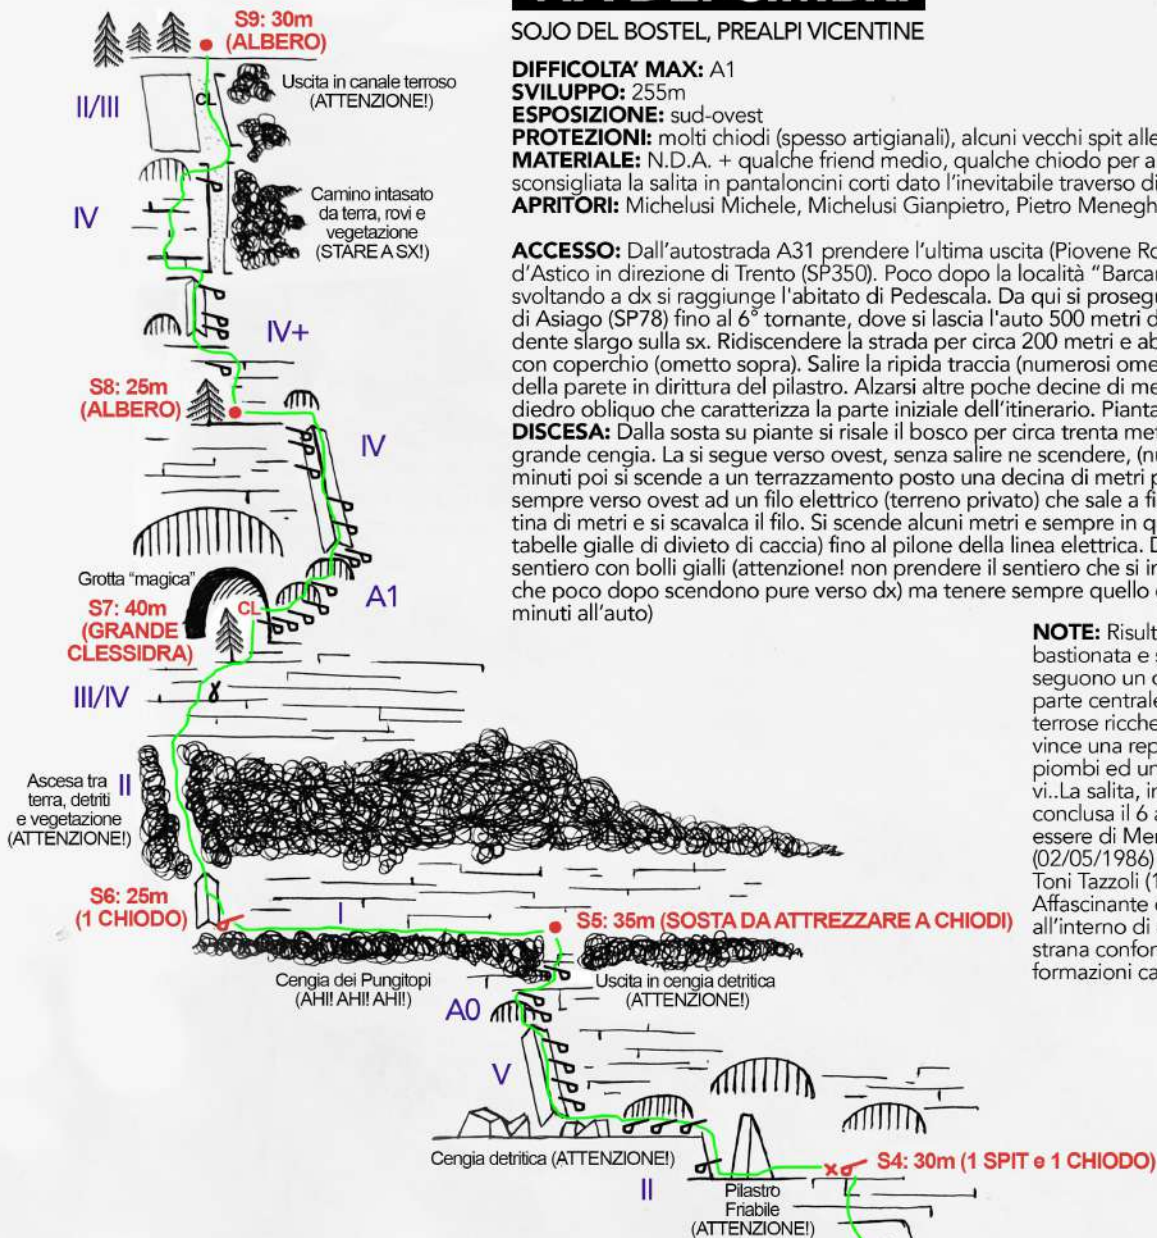 SOJO DEL BOSTEL, PREALPI VICENTINE
DIFFICOLTA' MAX: A1
SVILUPPO: 255m
ESPOSIZIONE: sud-ovest
PROTEZIONI: molti chiodi (spesso artigianali), alcuni vecchi spit alle
MATERIALE: N.D.A. + qualche friend medio, qualche chiodo per a
sconsigliata la salita in pantaloncini corti dato l'inevitabile traverso di
APRITORI: Michelusi Michele, Michelusi Gianpietro, Pietro Menegh
ACCESSO: Dall'autostrada A31 prendere l'ultima uscita (Piovene Ro
d'Astico in direzione di Trento (SP350). Poco dopo la località "Barcar
svoltando a dx si raggiunge l'abitato di Pedescala. Da qui si prosegu
di Asiago (SP78) fino al 6° tornante, dove si lascia l'auto 500 metri d
dente slargo sulla sx. Ridiscendere la strada per circa 200 metri e ab
con coperchio (ometto sopra). Salire la ripida traccia (numerosi ome
della parete in dirittura del pilastro. Alzarsi altre poche decine di me
diedro obliquo che caratterizza la parte iniziale dell'itinerario. Pianta
DISCESA: Dalla sosta su piante si risale il bosco per circa trenta met
grande cengia. La si segue verso ovest, senza salire ne scendere, (nu
minuti poi si scende a un terrazzamento posto una decina di metri p
sempre verso ovest ad un filo elettrico (terreno privato) che sale a fi
tina di metri e si scavalca il filo. Si scende alcuni metri e sempre in q
tabelle gialle di divieto di caccia) fino al pilone della linea elettrica. D
sentiero con bolli gialli (attenzione! non prendere il sentiero che si in
che poco dopo scendono pure verso dx) ma tenere sempre quello
minuti all'auto)
NOTE: Risult
bastionata e s
seguono un
parte centrale
terrose ricche
vince una rep
piombi ed un
vi..La salita, in
conclusa il 6 a
essere di Mer
(02/05/1986)
Toni Tazzoli (1
Affascinante
all'interno di
strana confor
formazioni ca
S9: 30m
(ALBERO)
II/III
CL
Uscita in canale terroso
(ATTENZIONE!)
IV
Camino intasato
da terra, rovi e
vegetazione
(STARE A SX!)
IV+
S8: 25m
(ALBERO)
IV
Grotta "magica"
A1
S7: 40m
(GRANDE
CLESSIDRA)
CL
III/IV
Ascesa tra
terra, detriti
e vegetazione
(ATTENZIONE!)
II
S6: 25m
(1 CHIODO)
I
S5: 35m (SOSTA DA ATTREZZARE A CHIODI)
Cengia dei Pungitopi
(AHI! AHI! AHI!)
Uscita in cengia detritica
(ATTENZIONE!)
A0
V
Cengia detritica (ATTENZIONE!)
S4: 30m (1 SPIT e 1 CHIODO)
II
Pilastro
Friabile
(ATTENZIONE!)